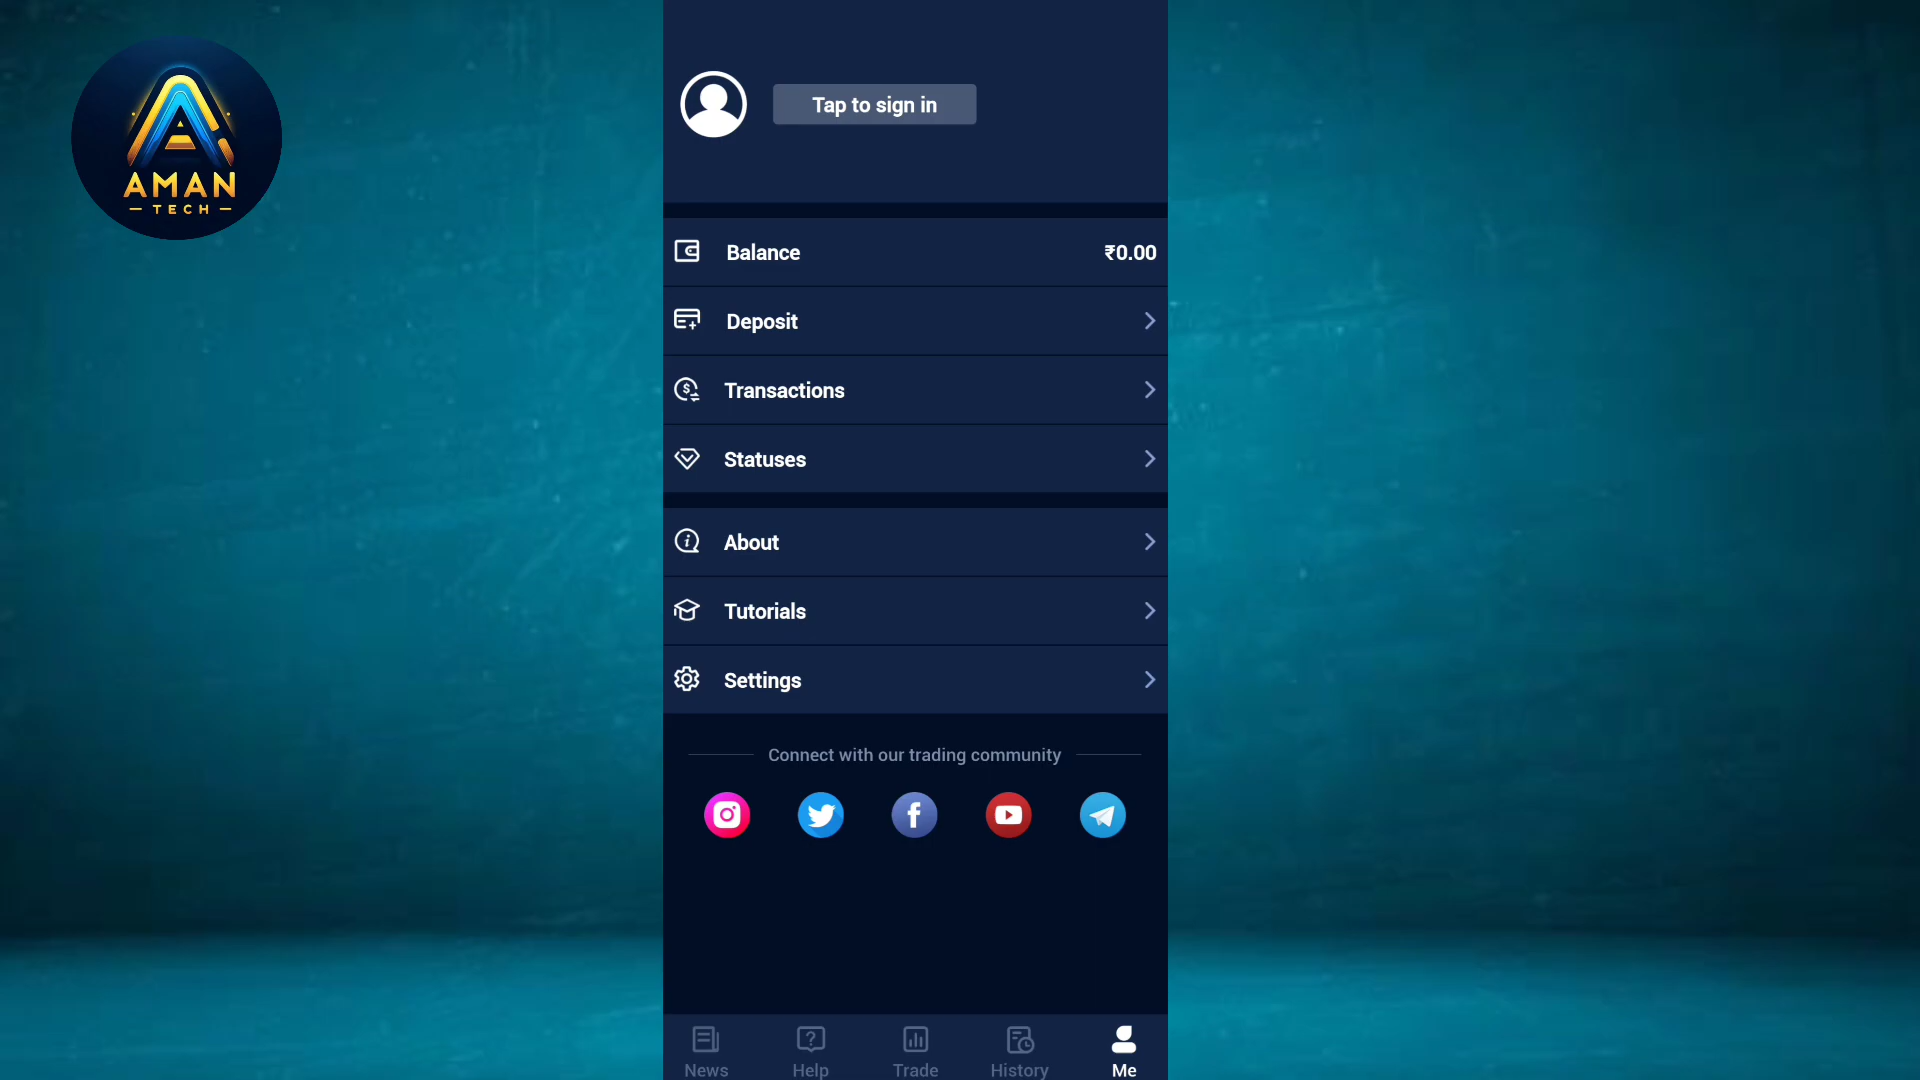 AMAN
TECH
Tap to sign in
Balance
₹0.00
Deposit
Transactions
Statuses
About
Tutorials
Settings
Connect with our trading community
News
Help
Trade
History
Me